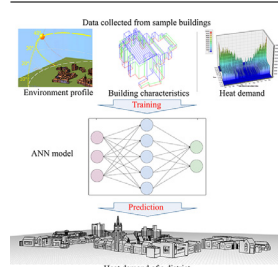 Data collected from sample buildings
Environment profile
Building characteristics
Heat demand
Training
ANN model
Prediction